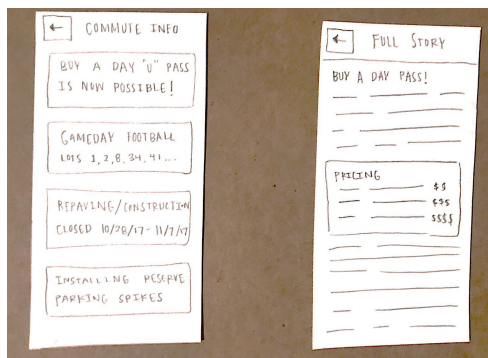 ← COMMUTE INFO
BUY A DAY "U" PASS
IS NOW POSSIBLE!
GAMEDAY FOOTBALL
LOTS 1, 2, 8, 34, 41 ...
REPAVING/CONSTRUCTION
CLOSED 10/28/17 - 11/7/17
INSTALLING RESERVE
PARKING SPIKES
← FULL STORY
BUY A DAY PASS!
PRICING
$$
$$$
$$$$